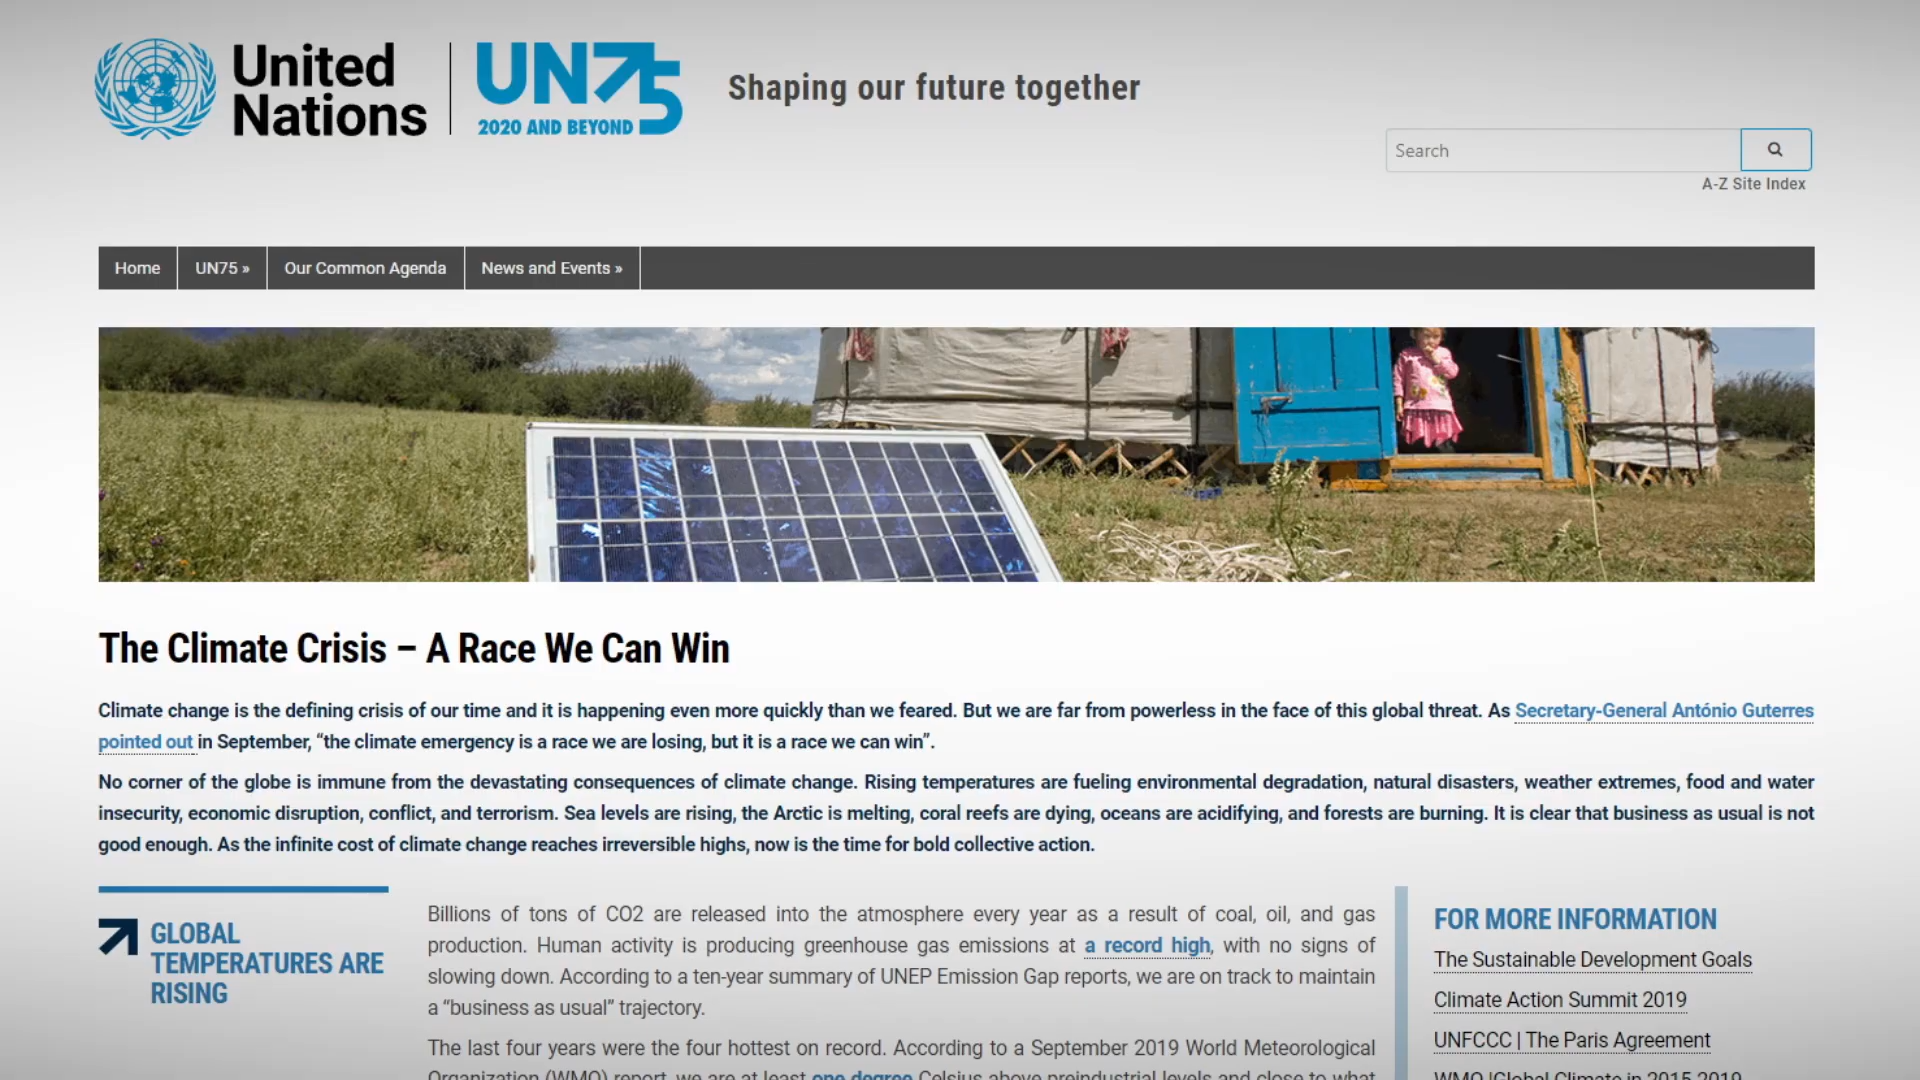 United
Nations
UN75
2020 AND BEYOND
Shaping our future together
Search
A-Z Site Index
Home
UN75 »
Our Common Agenda
News and Events »
The Climate Crisis – A Race We Can Win
Climate change is the defining crisis of our time and it is happening even more quickly than we feared. But we are far from powerless in the face of this global threat. As Secretary-General António Guterres
pointed out in September, “the climate emergency is a race we are losing, but it is a race we can win”.
No corner of the globe is immune from the devastating consequences of climate change. Rising temperatures are fueling environmental degradation, natural disasters, weather extremes, food and water
insecurity, economic disruption, conflict, and terrorism. Sea levels are rising, the Arctic is melting, coral reefs are dying, oceans are acidifying, and forests are burning. It is clear that business as usual is not
good enough. As the infinite cost of climate change reaches irreversible highs, now is the time for bold collective action.
GLOBAL
TEMPERATURES ARE
RISING
Billions of tons of CO2 are released into the atmosphere every year as a result of coal, oil, and gas
production. Human activity is producing greenhouse gas emissions at a record high, with no signs of
slowing down. According to a ten-year summary of UNEP Emission Gap reports, we are on track to maintain
a “business as usual” trajectory.
The last four years were the four hottest on record. According to a September 2019 World Meteorological
Organization (WMO) report, we are at least one degree Celsius above preindustrial levels and close to what
FOR MORE INFORMATION
The Sustainable Development Goals
Climate Action Summit 2019
UNFCCC | The Paris Agreement
WMO |Global Climate in 2015-2019